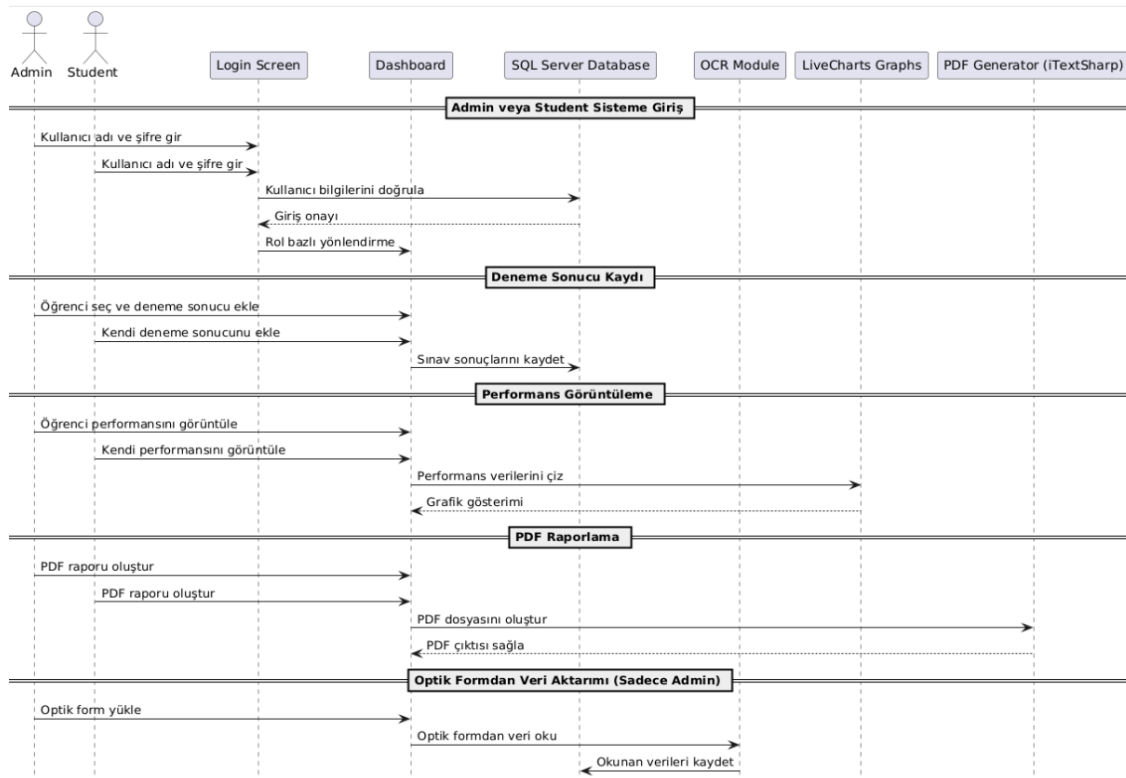 Admin
Student
Login Screen
Dashboard
SQL Server Database
OCR Module
LiveCharts Graphs
PDF Generator (iTextSharp)
Admin veya Student Sisteme Giriş
Kullanıcı adı ve şifre gir
Kullanıcı adı ve şifre gir
Kullanıcı bilgilerini doğrula
Giriş onayı
Rol bazlı yönlendirme
Deneme Sonucu Kaydı
Öğrenci seç ve deneme sonucu ekle
Kendi deneme sonucunu ekle
Sınav sonuçlarını kaydet
Performans Görüntüleme
Öğrenci performansını görüntüle
Kendi performansını görüntüle
Performans verilerini çiz
Grafik gösterimi
PDF Raporlama
PDF raporu oluştur
PDF raporu oluştur
PDF dosyasını oluştur
PDF çıktısı sağla
Optik Formdan Veri Aktarımı (Sadece Admin)
Optik form yükle
Optik formdan veri oku
Okunan verileri kaydet